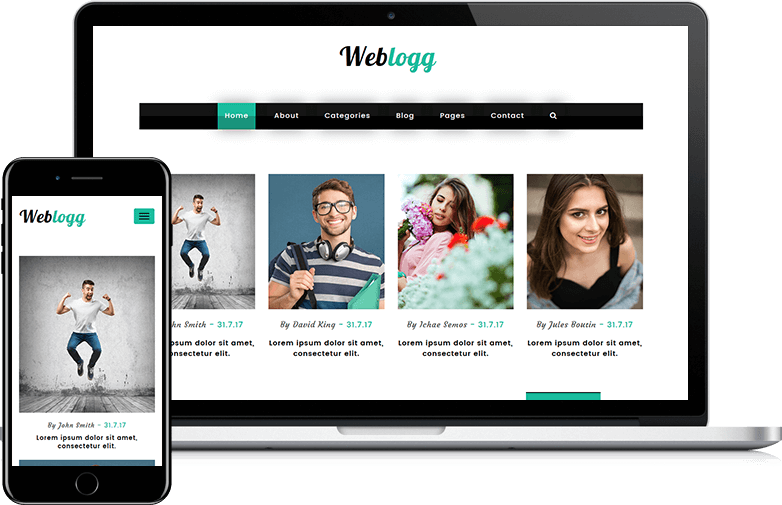 Weblogg
Home About Categories Blog Pages Contact
hn Smith - 31.7.17
By David King - 31.7.17
By Ichae Semos - 31.7.17
By Jules Boutin - 31.7.17
psum dolor sit amet,
onsectetur elit.
Lorem ipsum dolor sit amet,
consectetur elit.
Lorem ipsum dolor sit amet,
consectetur elit.
Lorem ipsum dolor sit amet,
consectetur elit.
Weblogg
By John Smith - 31.7.17
Lorem ipsum dolor sit amet,
consectetur elit.